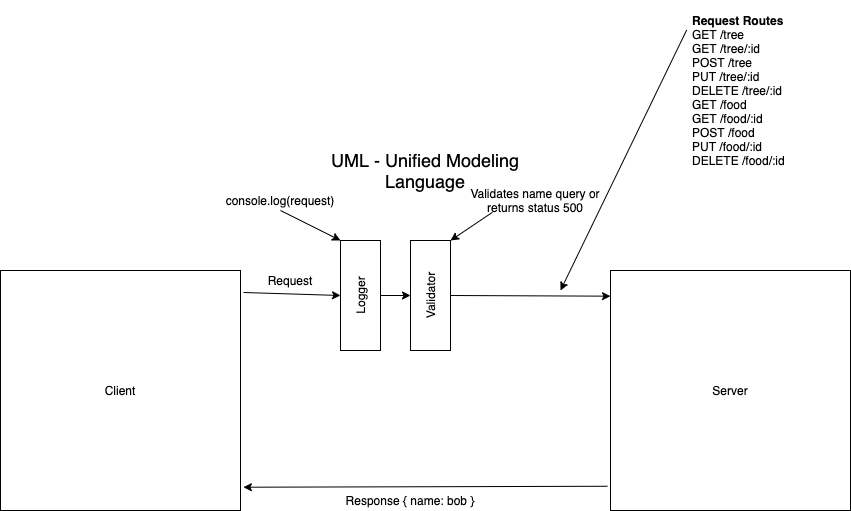 Request Routes
GET /tree
GET /tree/:id
POST /tree
PUT /tree/:id
DELETE /tree/:id
GET /food
GET /food/:id
POST /food
PUT /food/:id
DELETE /food/:id
UML - Unified Modeling
Language
console.log(request)
Validates name query or
returns status 500
Request
Logger
Validator
Client
Server
Response { name: bob }